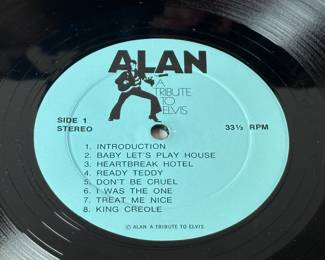 ALAN
A
TRIBUTE
TO
ELVIS
SIDE 1
STEREO
33⅓ RPM
1. INTRODUCTION
2. BABY LET'S PLAY HOUSE
3. HEARTBREAK HOTEL
4. READY TEDDY
5. DON'T BE CRUEL
6. I WAS THE ONE
7. TREAT ME NICE
8. KING CREOLE
© ALAN A TRIBUTE TO ELVIS